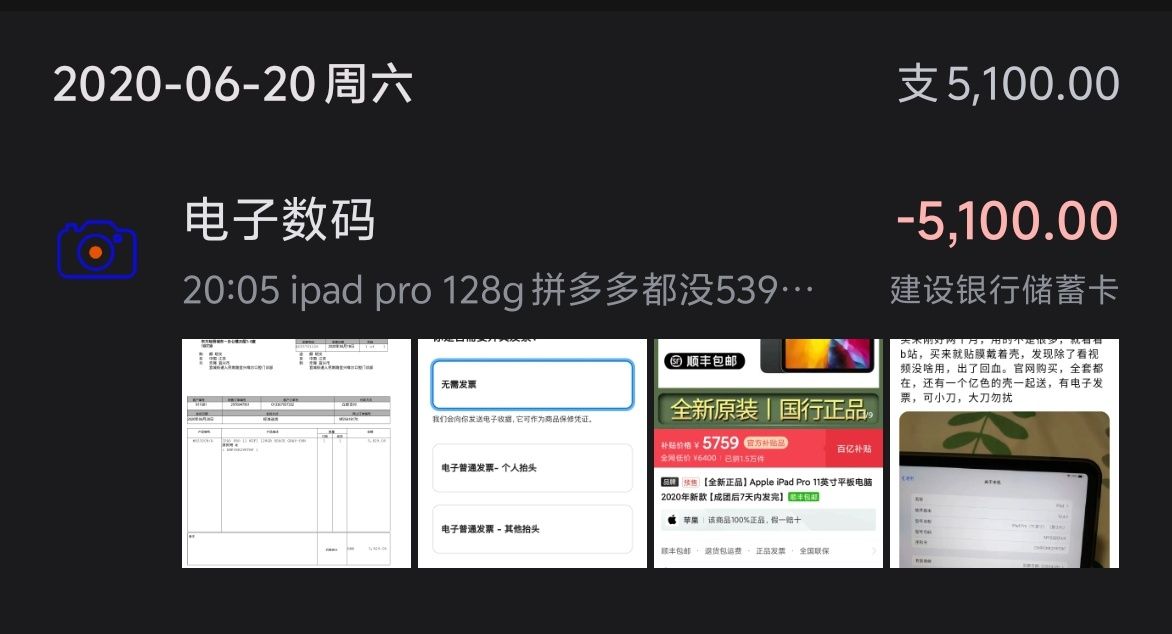 2020-06-20 周六
支 5,100.00
电子数码
-5,100.00
20:05 ipad pro 128g拼多多都没539…
建设银行储蓄卡
无需发票
我们会向你发送电子收据, 它可作为商品保修凭证。
电子普通发票- 个人抬头
电子普通发票 - 其他抬头
顺丰包邮
全新原装 | 国行正品
补贴价格 ¥ 5759 官方补贴品
全网低价 ¥6400 | 已拼1.5万件
百亿补贴
品牌 续售 【全新正品】Apple iPad Pro 11英寸平板电脑
2020年新款【成团后7天内发完】 顺丰包邮
苹果 | 该商品100%正品，假一赔十
顺丰包邮 · 退货包运费 · 正品发票 · 全国联保
买来刚好两个月，用的不是很多，就看看
b站，买来就贴膜戴着壳，发现除了看视
频没啥用，出了回血。官网购买，全套都
在，还有一个亿色的壳一起送，有电子发
票，可小刀，大刀勿扰